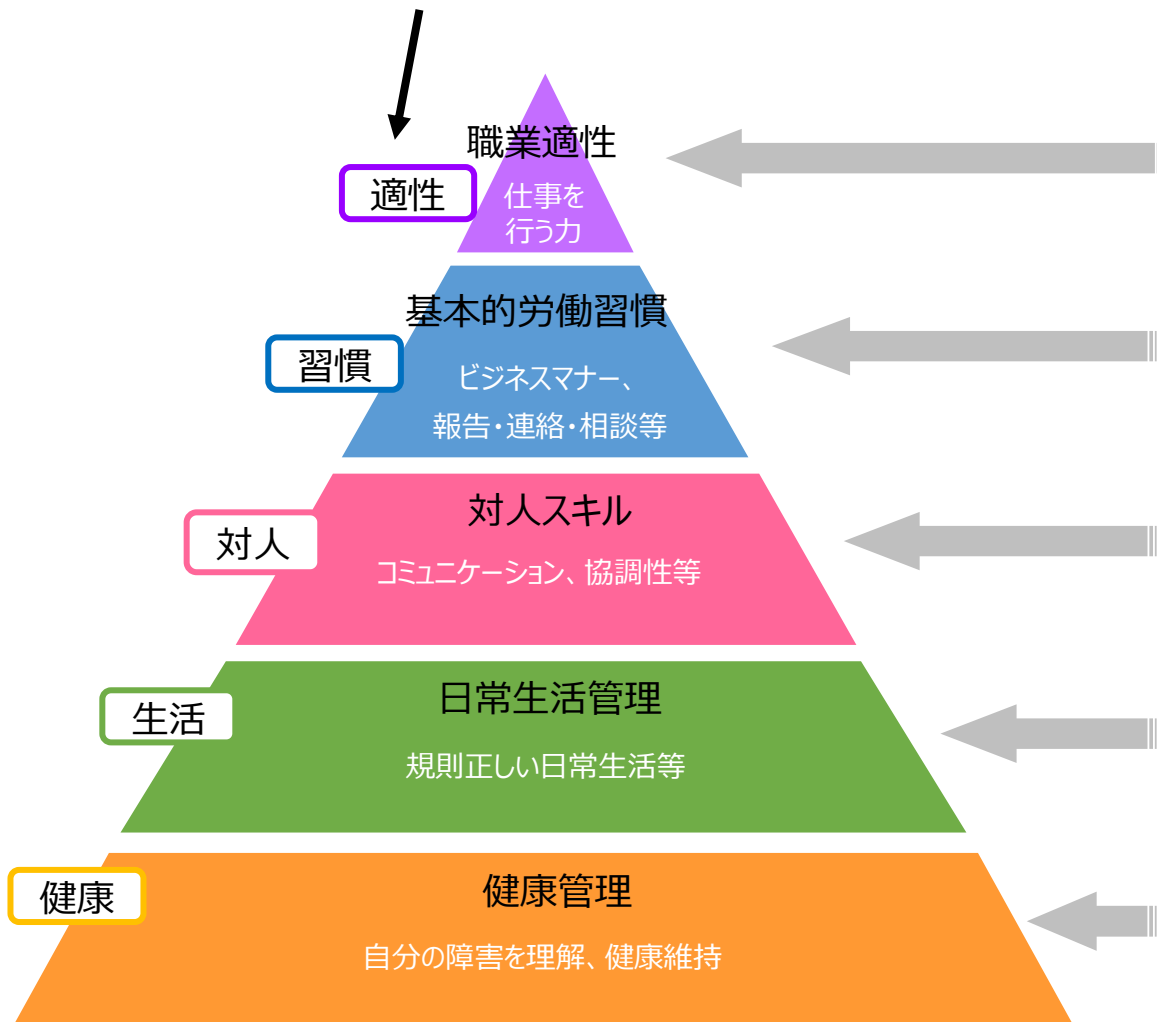 職業適性
適性
仕事を
行う力
基本的労働習慣
習慣
ビジネスマナー、
報告・連絡・相談等
対人スキル
対人
コミュニケーション、協調性等
日常生活管理
生活
規則正しい日常生活等
健康管理
健康
自分の障害を理解、健康維持